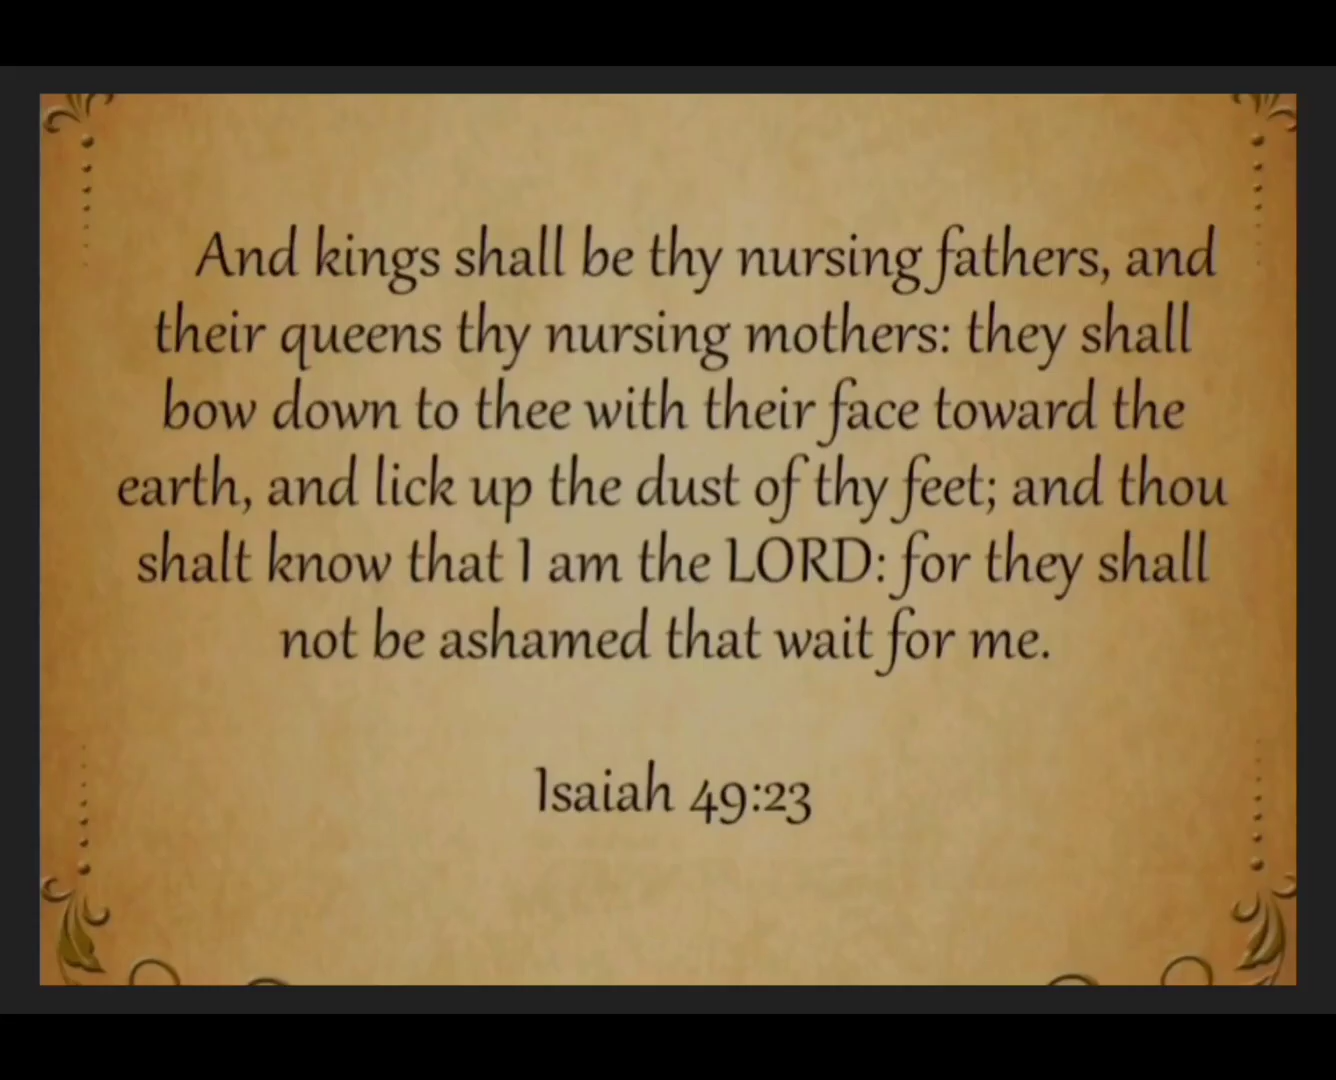 And kings shall be thy nursing fathers, and
their queens thy nursing mothers: they shall
bow down to thee with their face toward the
earth, and lick up the dust of thy feet; and thou
shalt know that I am the LORD: for they shall
not be ashamed that wait for me.
Isaiah 49:23